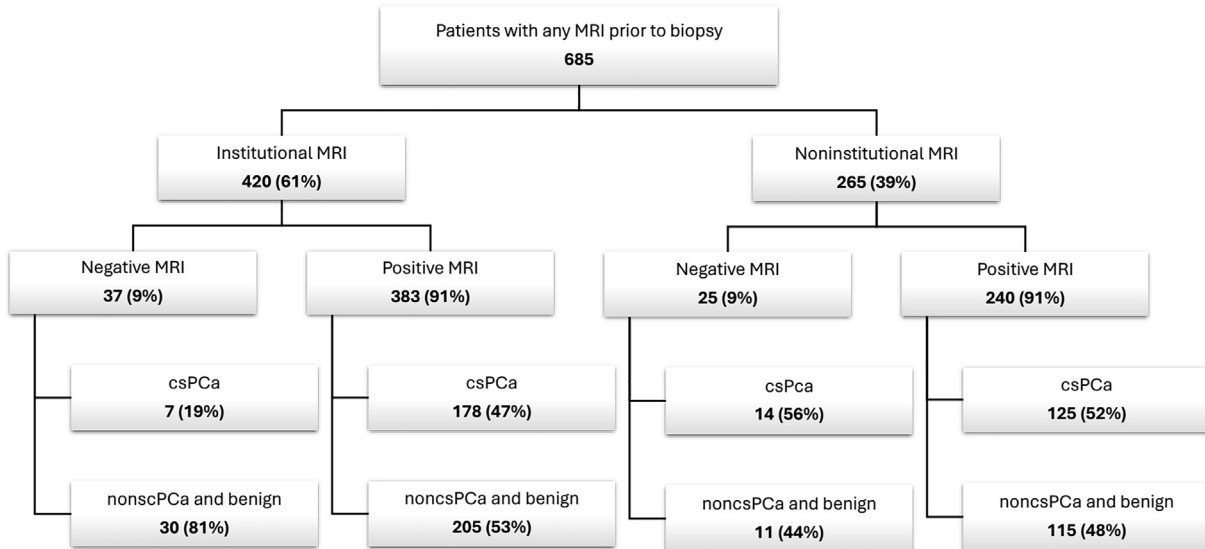 Patients with any MRI prior to biopsy
685
Institutional MRI
420 (61%)
Noninstitutional MRI
265 (39%)
Negative MRI
37 (9%)
Positive MRI
383 (91%)
Negative MRI
25 (9%)
Positive MRI
240 (91%)
csPCa
7 (19%)
csPCa
178 (47%)
csPca
14 (56%)
csPCa
125 (52%)
nonscPCa and benign
30 (81%)
noncsPCa and benign
205 (53%)
noncsPCa and benign
11 (44%)
noncsPCa and benign
115 (48%)